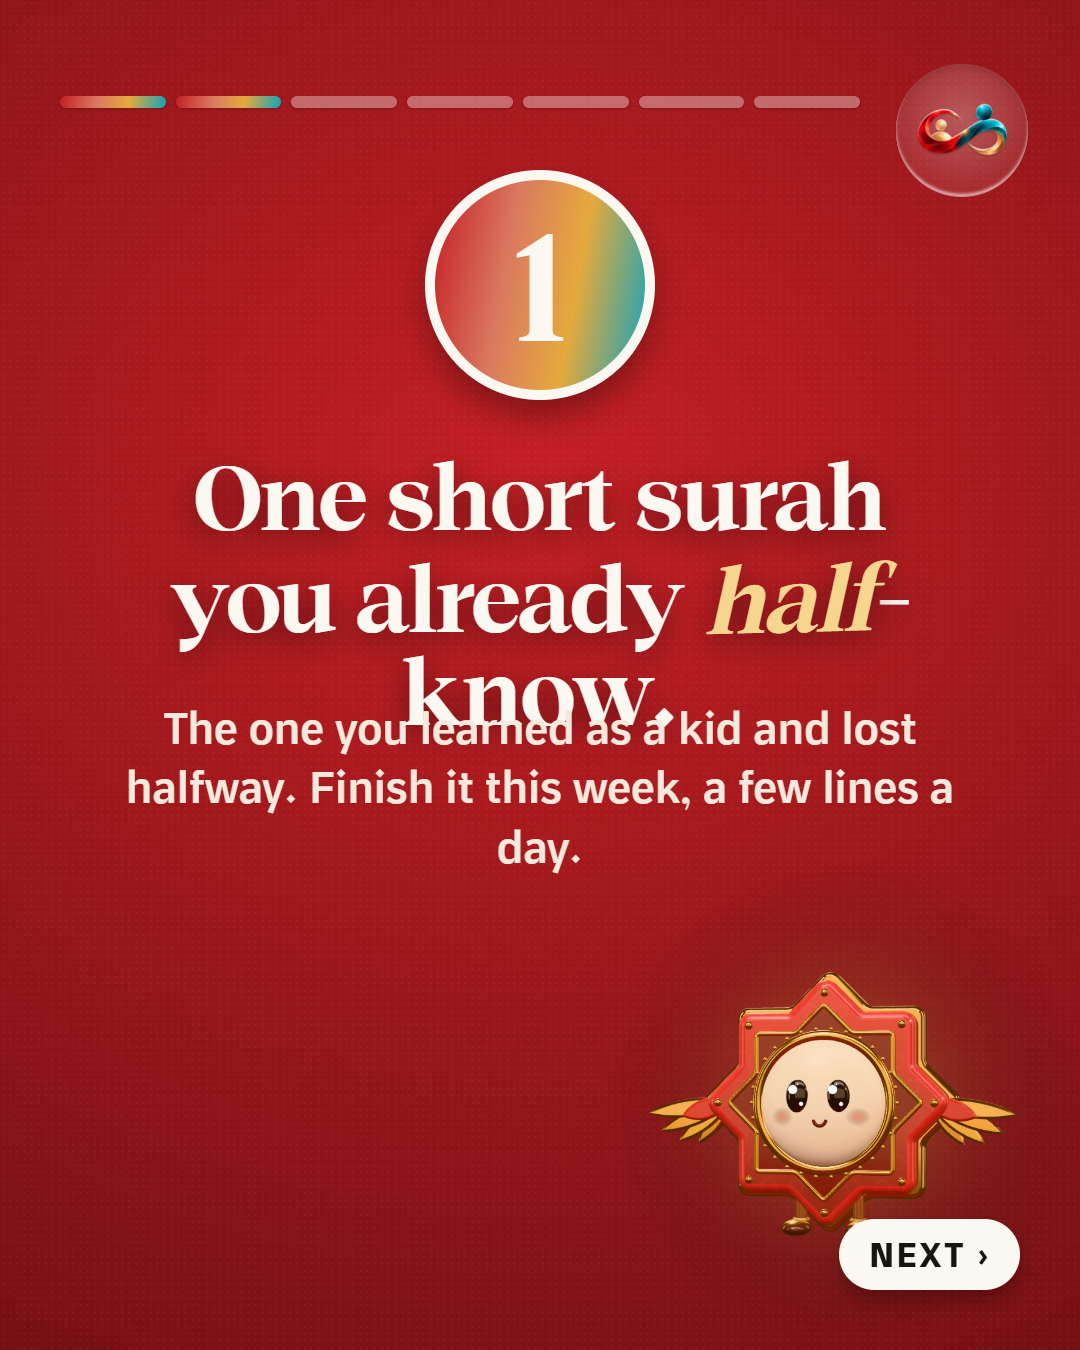 1
One short surah
you already half-
know.
The one you learned as a kid and lost
halfway. Finish it this week, a few lines a
day.
NEXT ›